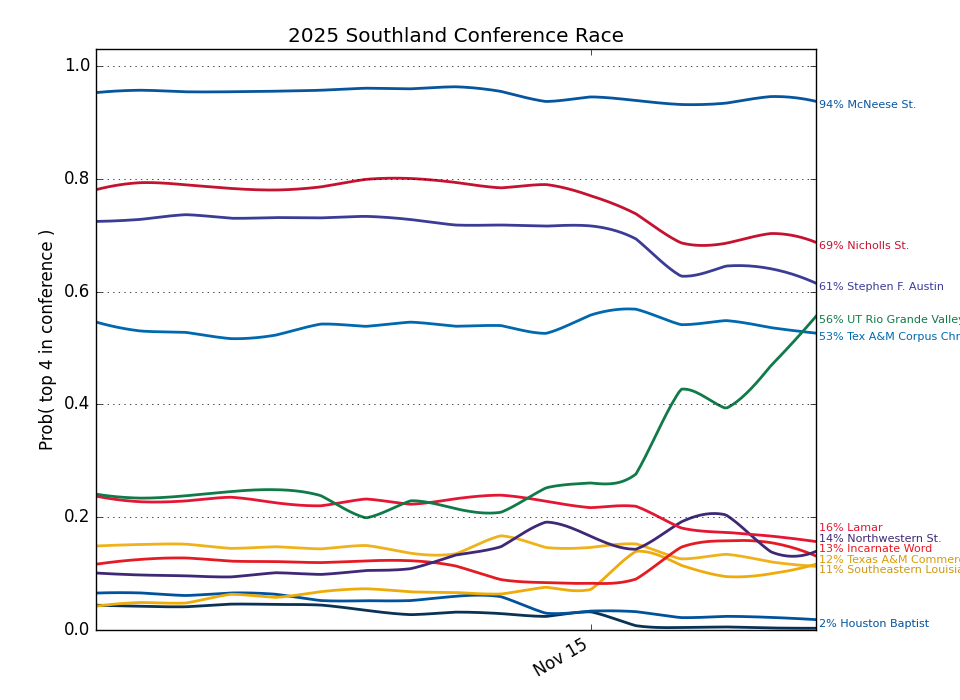 2025 Southland Conference Race
1.0
0.8
0.6
0.4
0.2
0.0
Prob( top 4 in conference )
Nov 15
94% McNeese St.
69% Nicholls St.
61% Stephen F. Austin
56% UT Rio Grande Valley
53% Tex A&M Corpus Chr
16% Lamar
14% Northwestern St.
13% Incarnate Word
12% Texas A&M Commerc
11% Southeastern Louisia
2% Houston Baptist